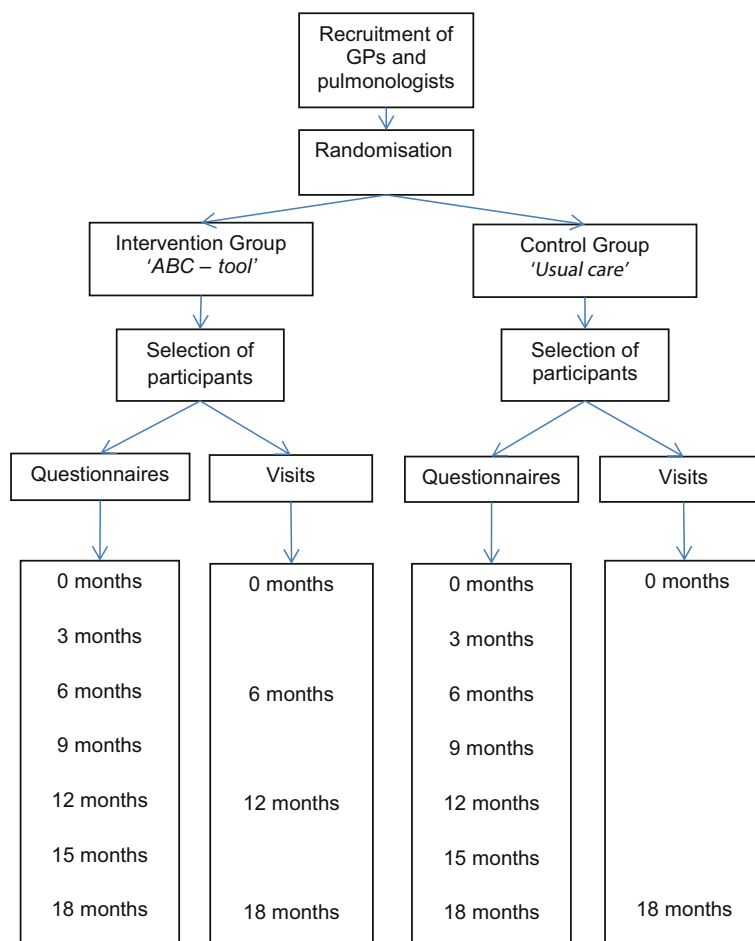 Recruitment of
GPs and
pulmonologists
Randomisation
Intervention Group
'ABC – tool'
Control Group
'Usual care'
Selection of
participants
Selection of
participants
Questionnaires
Visits
Questionnaires
Visits
0 months
3 months
6 months
9 months
12 months
15 months
18 months
0 months
6 months
12 months
18 months
0 months
3 months
6 months
9 months
12 months
15 months
18 months
0 months
18 months